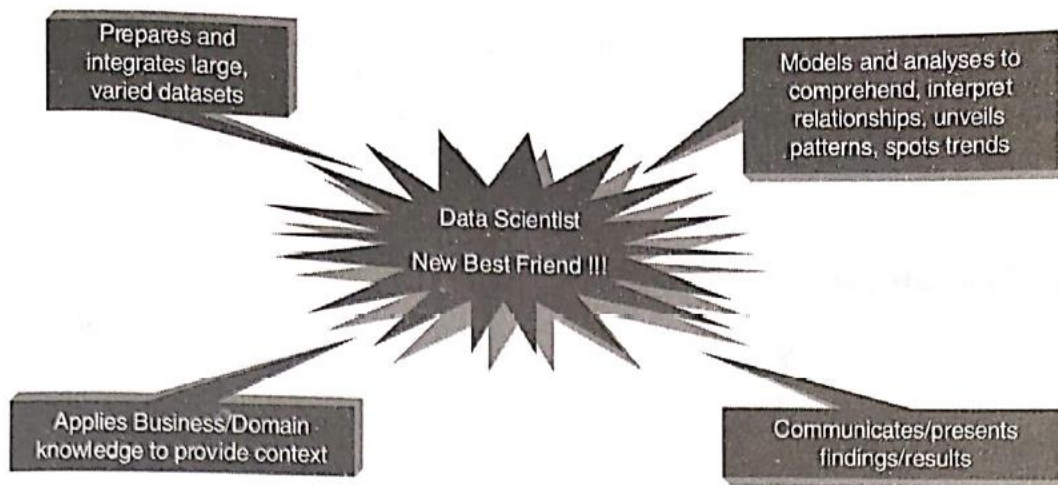 Prepares and
integrates large,
varied datasets
Models and analyses to
comprehend, interpret
relationships, unveils
patterns, spots trends
Data Scientist
New Best Friend !!!
Applies Business/Domain
knowledge to provide context
Communicates/presents
findings/results